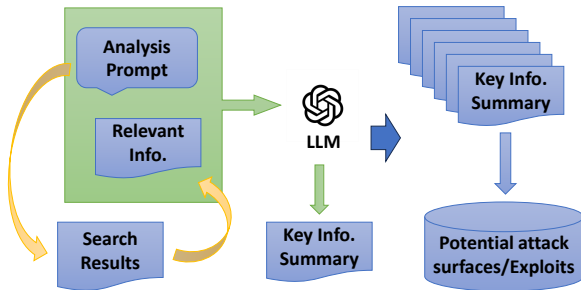 Analysis
Prompt
Relevant
Info.
Search
Results
LLM
Key Info.
Summary
Key Info.
Summary
Potential attack
surfaces/Exploits